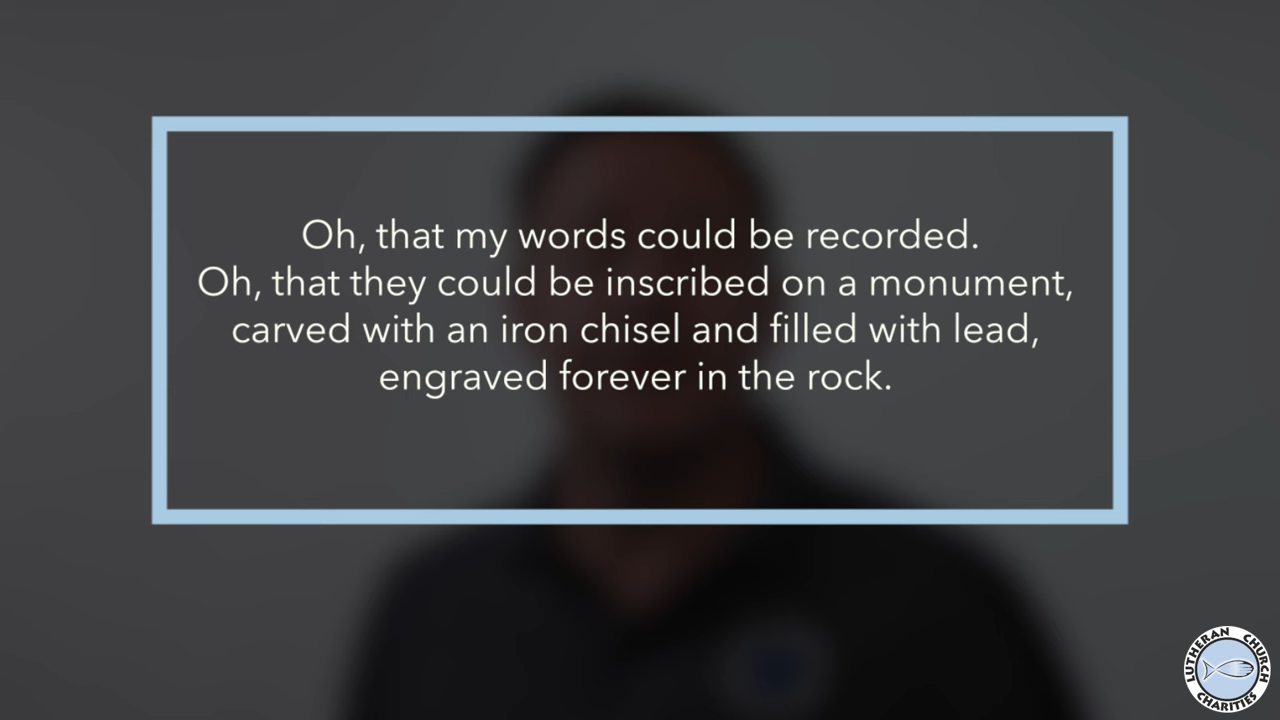 Oh, that my words could be recorded.
Oh, that they could be inscribed on a monument,
carved with an iron chisel and filled with lead,
engraved forever in the rock.
LUTHERAN CHURCH
CHARITIES